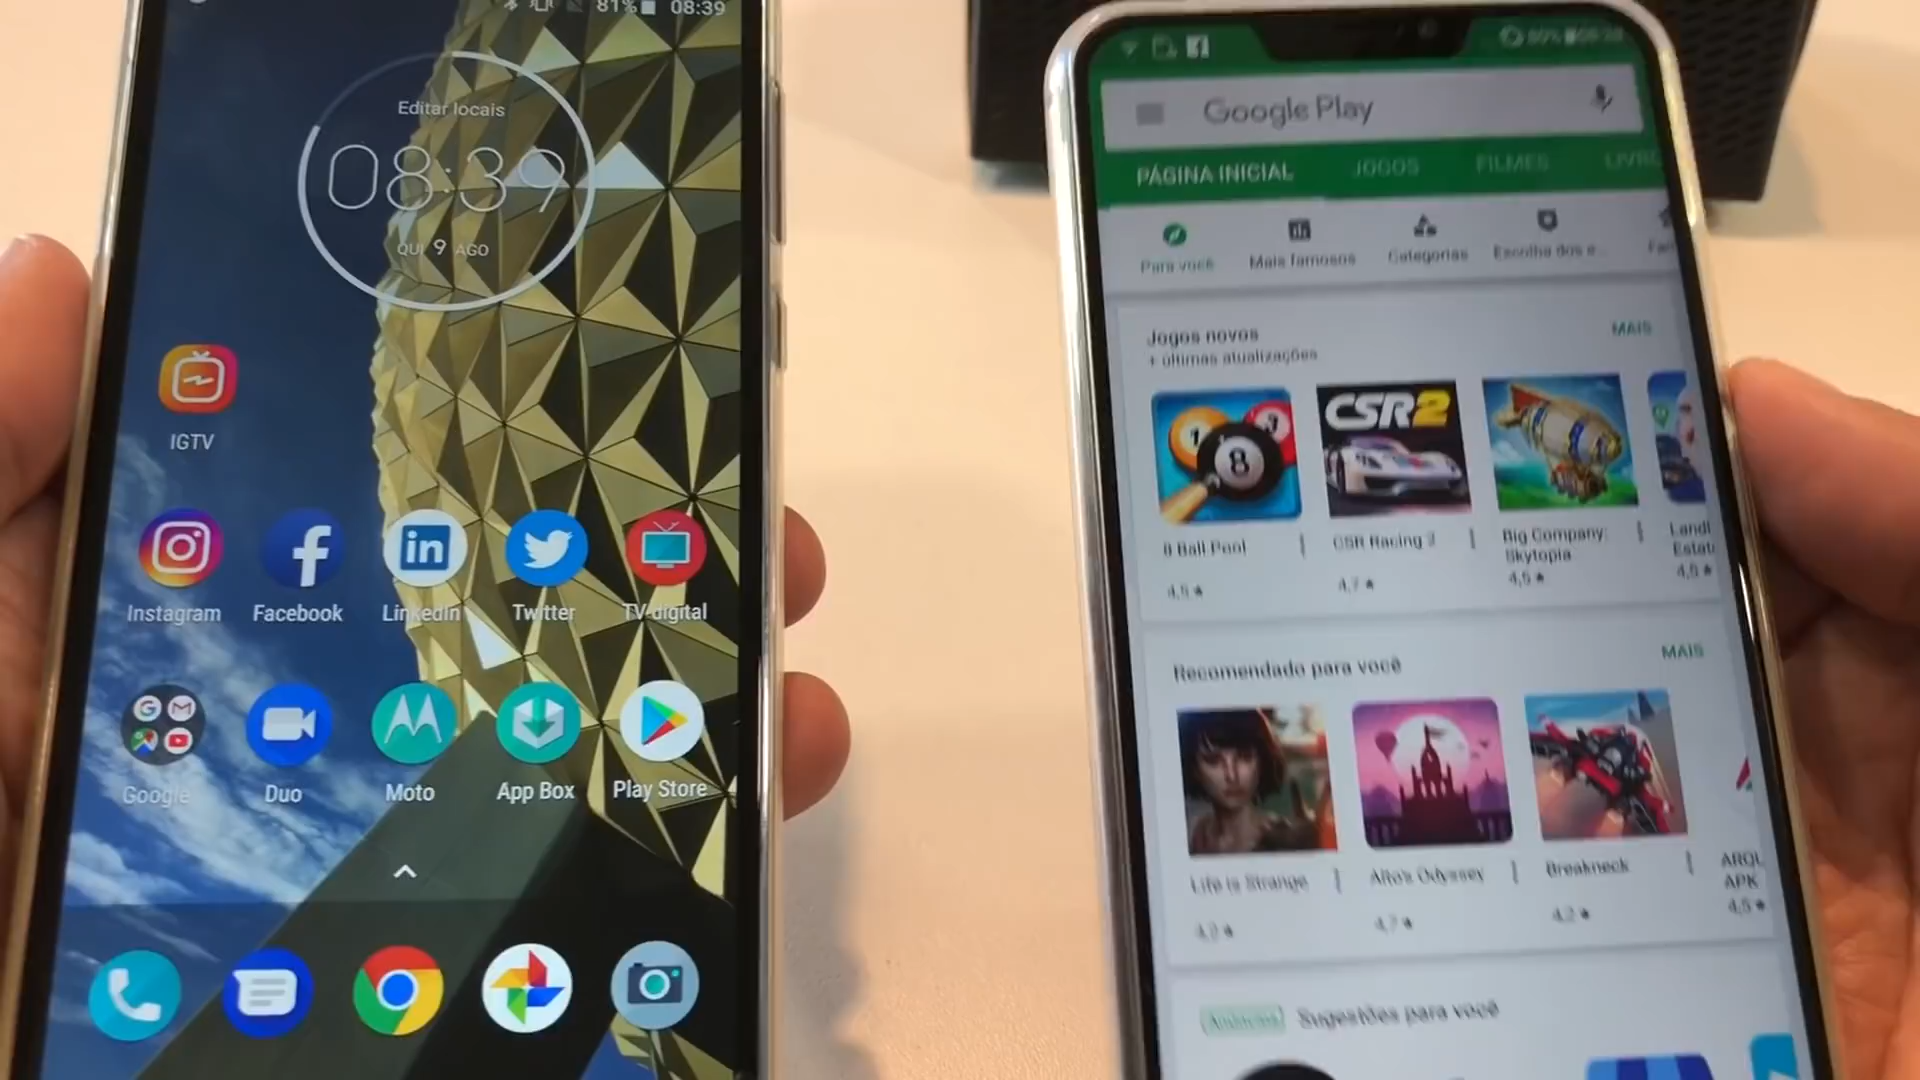 81% 08:39
Editar locais
08:39
QUI 9 AGO
IGTV
Instagram Facebook LinkedIn Twitter TV digital
Google Duo Moto App Box Play Store
Google Play
PÁGINA INICIAL JOGOS FILMES LIVRO
Para você Mais famosos Categorias Escolha dos e...
Jogos novos MAIS
+ últimas atualizações
CSR2
8 Ball Pool CSR Racing 2 Big Company: Landl
Skytopia Estat
4,5 ★ 4,7 ★ 4,5 ★ 4,5 ★
Recomendado para você MAIS
Life is Strange Alto's Odyssey Breakneck ARQU
APK
4,7 ★ 4,2 ★ 4,5 ★
Anúncios Sugestões para você